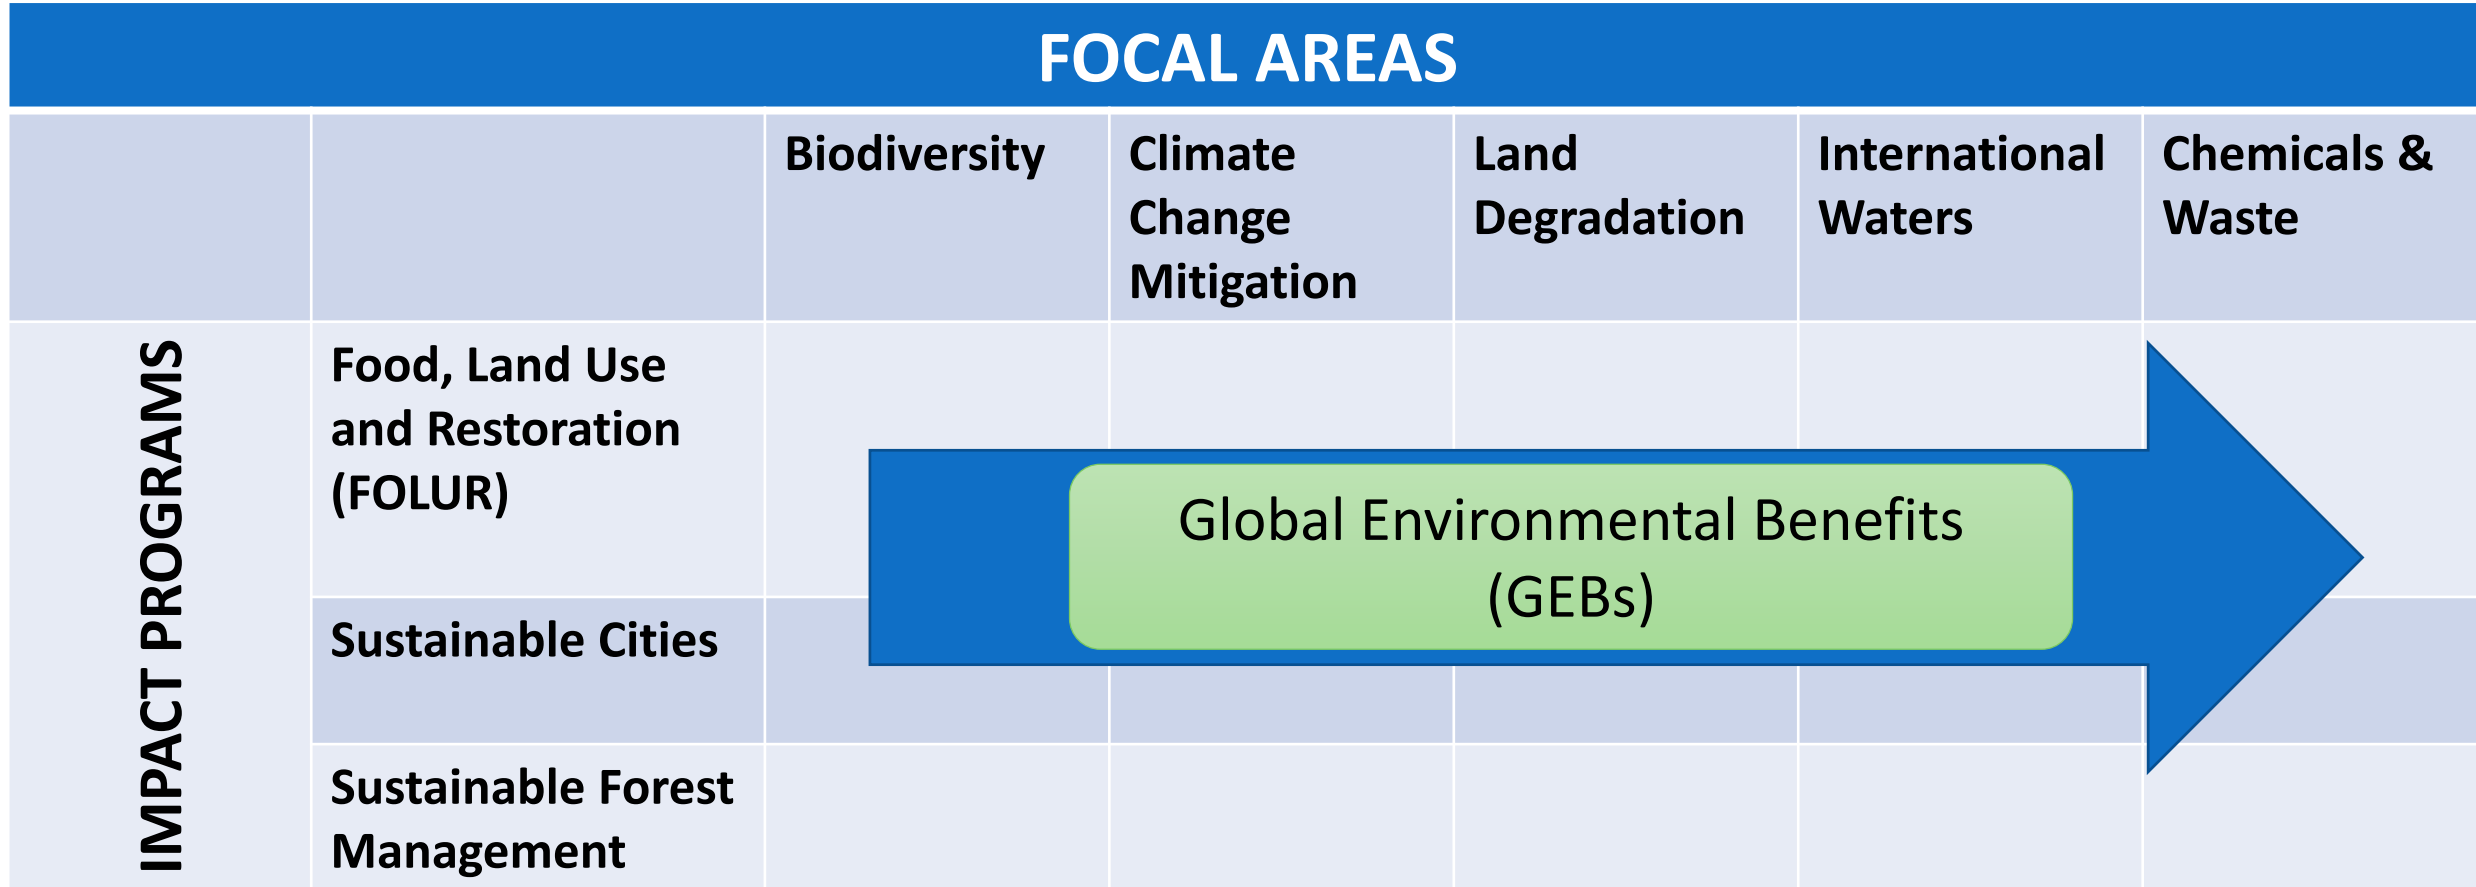 FOCAL AREAS
Biodiversity
Climate
Change
Mitigation
Land
Degradation
International
Waters
Chemicals &
Waste
IMPACT PROGRAMS
Food, Land Use
and Restoration
(FOLUR)
Global Environmental Benefits
(GEBs)
Sustainable Cities
Sustainable Forest
Management